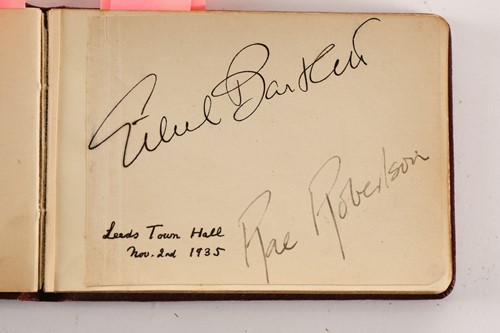 Ethel Bartlett
Rae Robertson
Leeds Town Hall
Nov. 2nd 1935